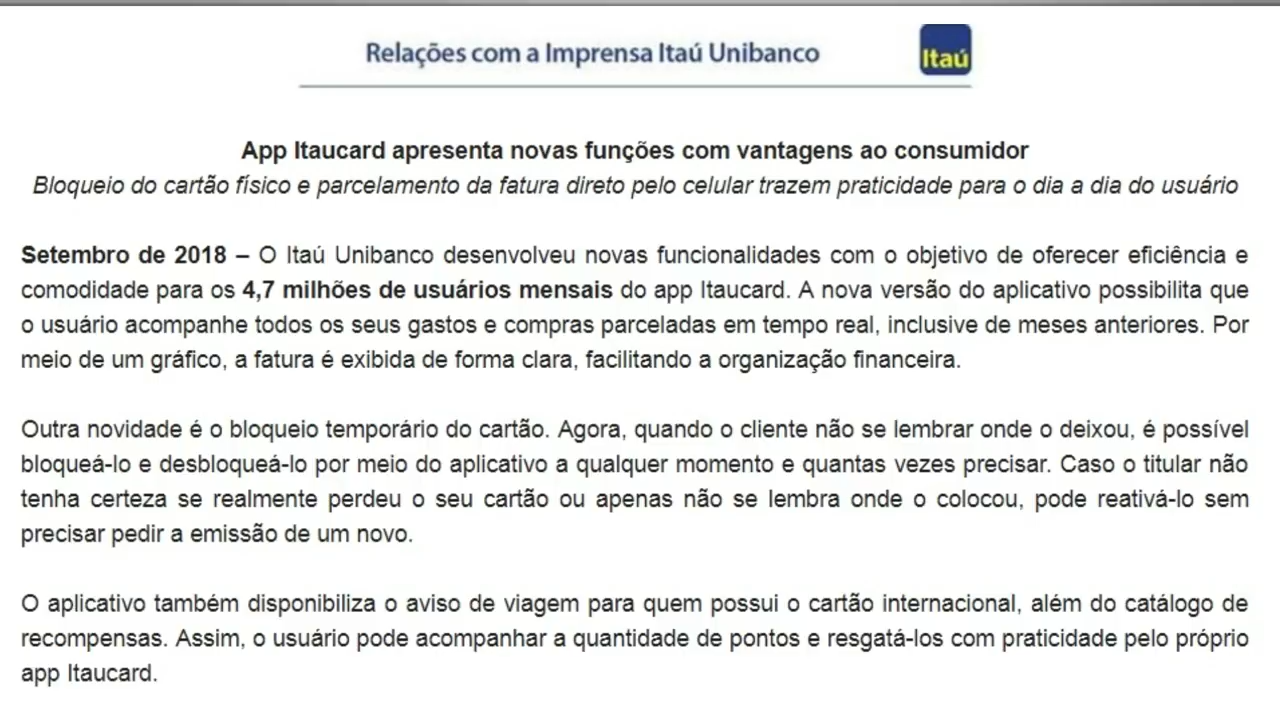 Relações com a Imprensa Itaú Unibanco
Itaú
App Itaucard apresenta novas funções com vantagens ao consumidor
Bloqueio do cartão físico e parcelamento da fatura direto pelo celular trazem praticidade para o dia a dia do usuário
Setembro de 2018 – O Itaú Unibanco desenvolveu novas funcionalidades com o objetivo de oferecer eficiência e
comodidade para os 4,7 milhões de usuários mensais do app Itaucard. A nova versão do aplicativo possibilita que
o usuário acompanhe todos os seus gastos e compras parceladas em tempo real, inclusive de meses anteriores. Por
meio de um gráfico, a fatura é exibida de forma clara, facilitando a organização financeira.
Outra novidade é o bloqueio temporário do cartão. Agora, quando o cliente não se lembrar onde o deixou, é possível
bloqueá-lo e desbloqueá-lo por meio do aplicativo a qualquer momento e quantas vezes precisar. Caso o titular não
tenha certeza se realmente perdeu o seu cartão ou apenas não se lembra onde o colocou, pode reativá-lo sem
precisar pedir a emissão de um novo.
O aplicativo também disponibiliza o aviso de viagem para quem possui o cartão internacional, além do catálogo de
recompensas. Assim, o usuário pode acompanhar a quantidade de pontos e resgatá-los com praticidade pelo próprio
app Itaucard.